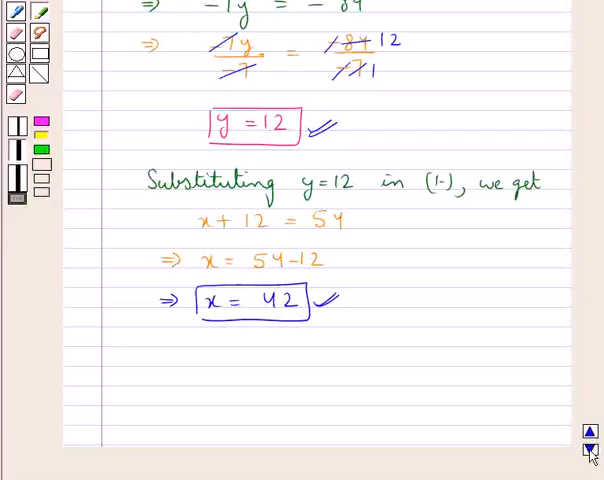 ⇒ -7y = -84
⇒ -7y/-7 = -84/-7 12 1
y = 12 ✓
Substituting y=12 in (1), we get
x + 12 = 54
⇒ x = 54-12
⇒ x = 42 ✓